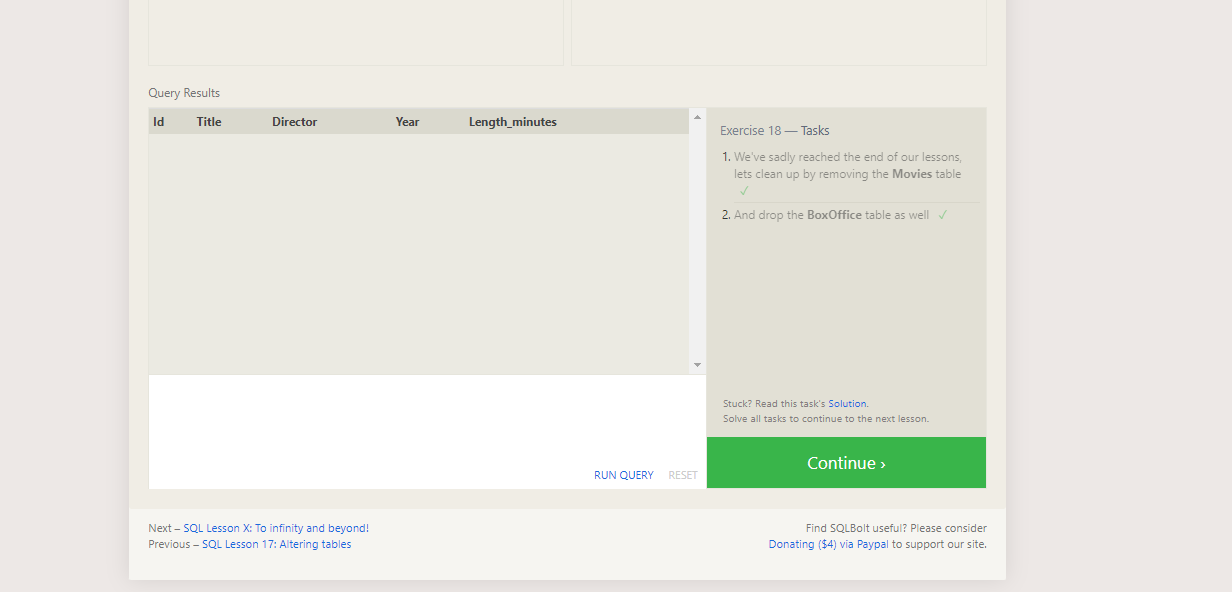 Query Results
Id Title Director Year Length_minutes
Exercise 18 — Tasks
1. We've sadly reached the end of our lessons,
lets clean up by removing the Movies table
✓
2. And drop the BoxOffice table as well ✓
Stuck? Read this task's Solution.
Solve all tasks to continue to the next lesson.
RUN QUERY RESET
Continue ›
Next – SQL Lesson X: To infinity and beyond!
Previous – SQL Lesson 17: Altering tables
Find SQLBolt useful? Please consider
Donating ($4) via Paypal to support our site.